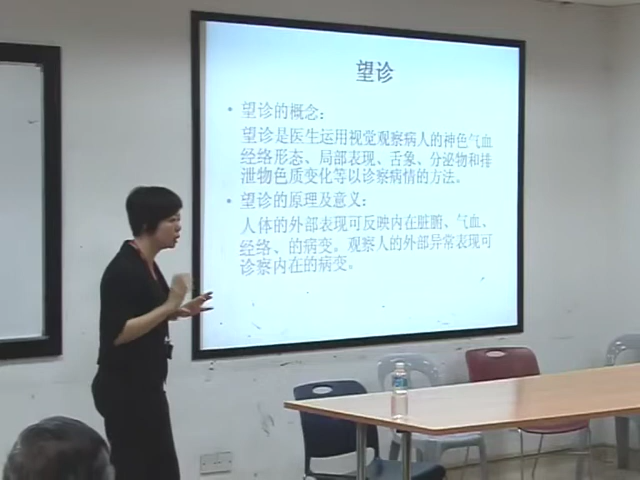 望诊
• 望诊的概念：
望诊是医生运用视觉观察病人的神色气血
经络形态、局部表现、舌象、分泌物和排
泄物色质变化等以诊察病情的方法。
• 望诊的原理及意义：
人体的外部表现可反映内在脏腑、气血、
经络、的病变。观察人的外部异常表现可
诊察内在的病变。